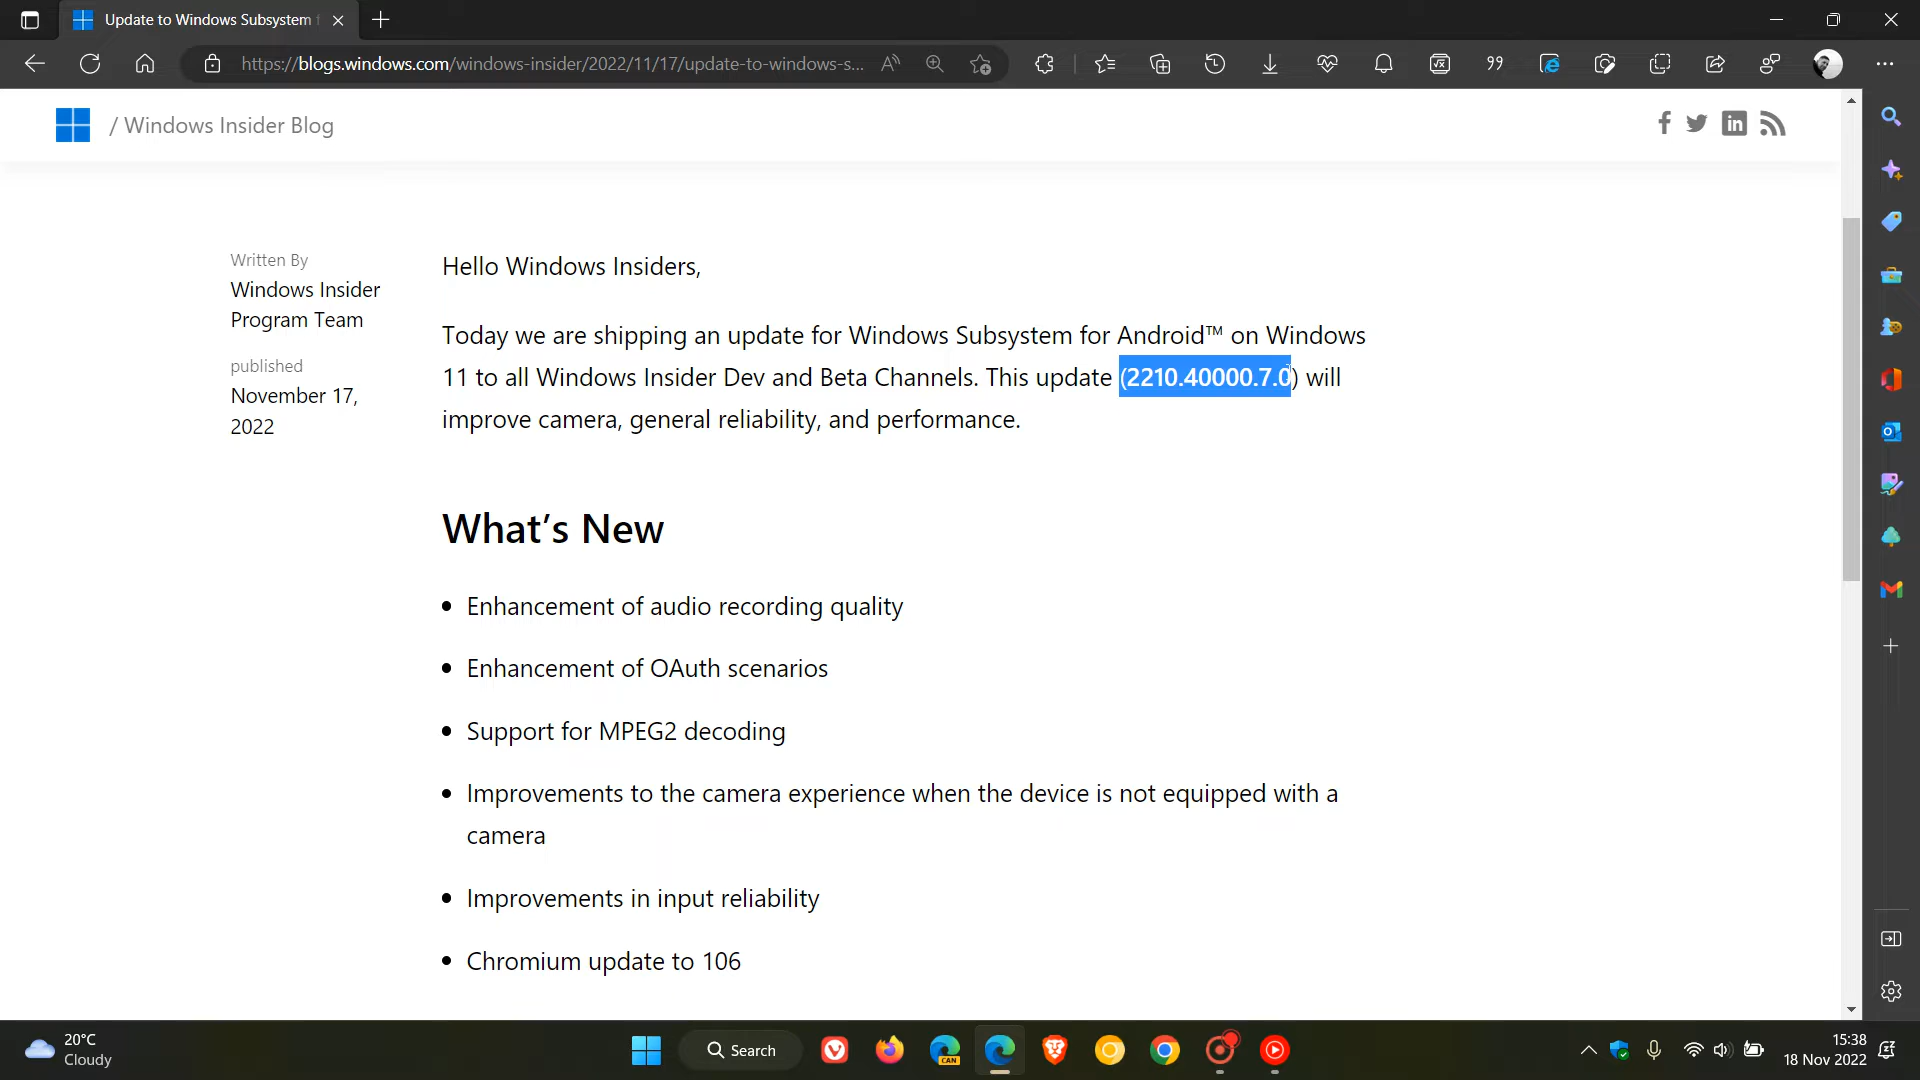 Update to Windows Subsystem f
https://blogs.windows.com/windows-insider/2022/11/17/update-to-windows-s...
/ Windows Insider Blog
Written By
Windows Insider
Program Team
published
November 17,
2022
Hello Windows Insiders,
Today we are shipping an update for Windows Subsystem for Android™ on Windows
11 to all Windows Insider Dev and Beta Channels. This update (2210.40000.7.0) will
improve camera, general reliability, and performance.
What’s New
• Enhancement of audio recording quality
• Enhancement of OAuth scenarios
• Support for MPEG2 decoding
• Improvements to the camera experience when the device is not equipped with a
camera
• Improvements in input reliability
• Chromium update to 106
20°C
Cloudy
Search
CAN
15:38
18 Nov 2022